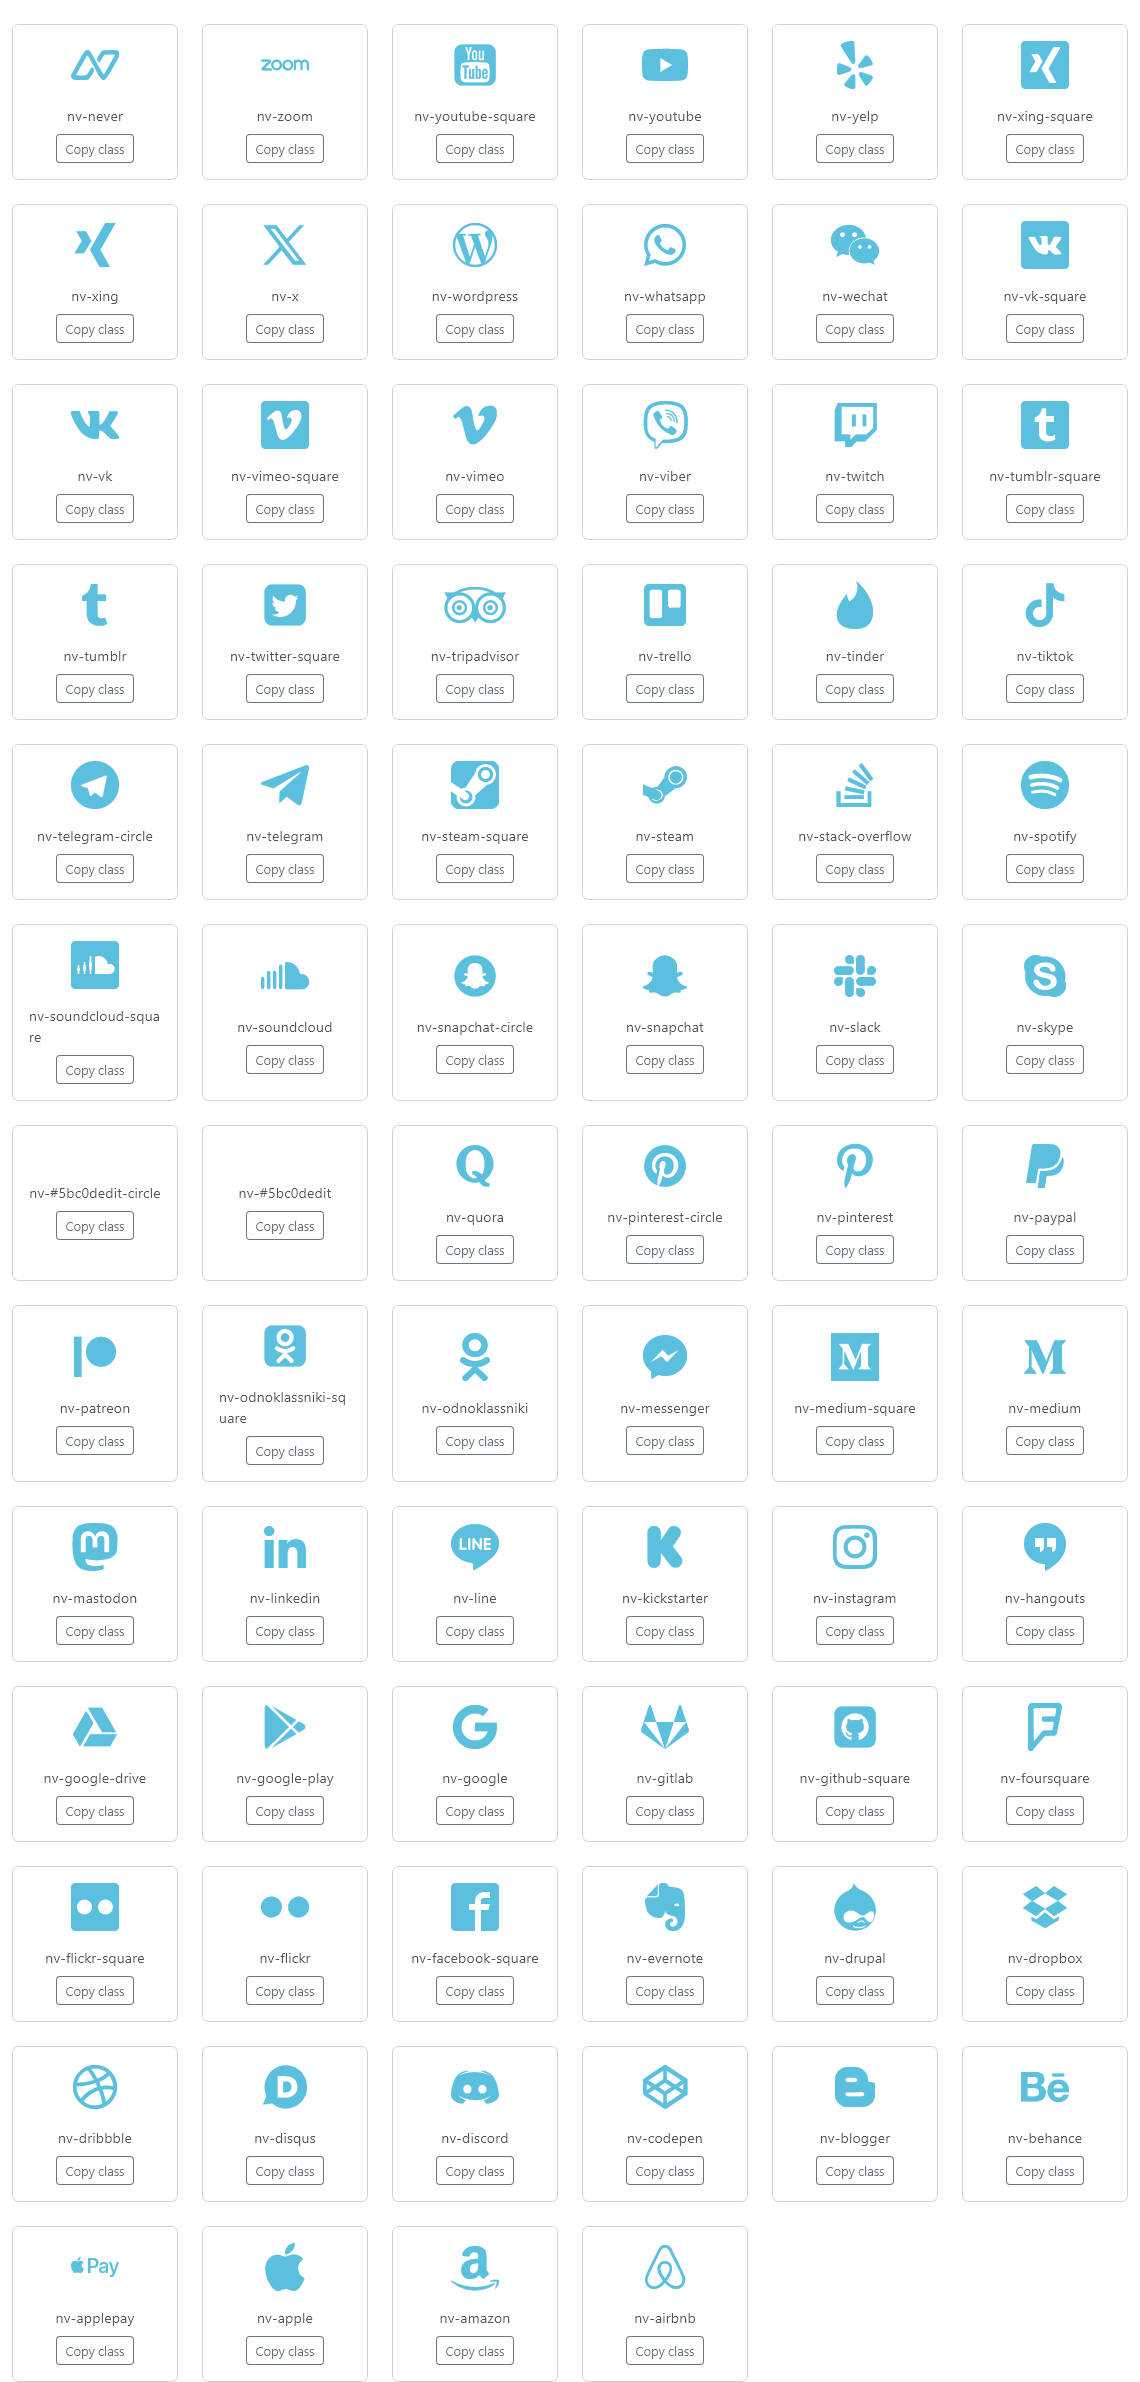 nv-never
Copy class
zoom
nv-zoom
Copy class
You
Tube
nv-youtube-square
Copy class
nv-youtube
Copy class
nv-yelp
Copy class
nv-xing-square
Copy class
nv-xing
Copy class
nv-x
Copy class
nv-wordpress
Copy class
nv-whatsapp
Copy class
nv-wechat
Copy class
nv-vk-square
Copy class
nv-vk
Copy class
nv-vimeo-square
Copy class
nv-vimeo
Copy class
nv-viber
Copy class
nv-twitch
Copy class
nv-tumblr-square
Copy class
nv-tumblr
Copy class
nv-twitter-square
Copy class
nv-tripadvisor
Copy class
nv-trello
Copy class
nv-tinder
Copy class
nv-tiktok
Copy class
nv-telegram-circle
Copy class
nv-telegram
Copy class
nv-steam-square
Copy class
nv-steam
Copy class
nv-stack-overflow
Copy class
nv-spotify
Copy class
nv-soundcloud-squa
re
Copy class
nv-soundcloud
Copy class
nv-snapchat-circle
Copy class
nv-snapchat
Copy class
nv-slack
Copy class
nv-skype
Copy class
nv-#5bc0dedit-circle
Copy class
nv-#5bc0dedit
Copy class
nv-quora
Copy class
nv-pinterest-circle
Copy class
nv-pinterest
Copy class
nv-paypal
Copy class
nv-patreon
Copy class
nv-odnoklassniki-sq
uare
Copy class
nv-odnoklassniki
Copy class
nv-messenger
Copy class
nv-medium-square
Copy class
nv-medium
Copy class
nv-mastodon
Copy class
in
nv-linkedin
Copy class
LINE
nv-line
Copy class
nv-kickstarter
Copy class
nv-instagram
Copy class
nv-hangouts
Copy class
nv-google-drive
Copy class
nv-google-play
Copy class
nv-google
Copy class
nv-gitlab
Copy class
nv-github-square
Copy class
nv-foursquare
Copy class
nv-flickr-square
Copy class
nv-flickr
Copy class
nv-facebook-square
Copy class
nv-evernote
Copy class
nv-drupal
Copy class
nv-dropbox
Copy class
nv-dribbble
Copy class
nv-disqus
Copy class
nv-discord
Copy class
nv-codepen
Copy class
nv-blogger
Copy class
Bē
nv-behance
Copy class
Pay
nv-applepay
Copy class
nv-apple
Copy class
nv-amazon
Copy class
nv-airbnb
Copy class